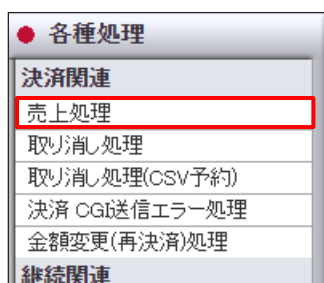 各種処理
決済関連
売上処理
取り消し処理
取り消し処理(CSV予約)
決済 CGI送信エラー処理
金額変更(再決済)処理
継続関連